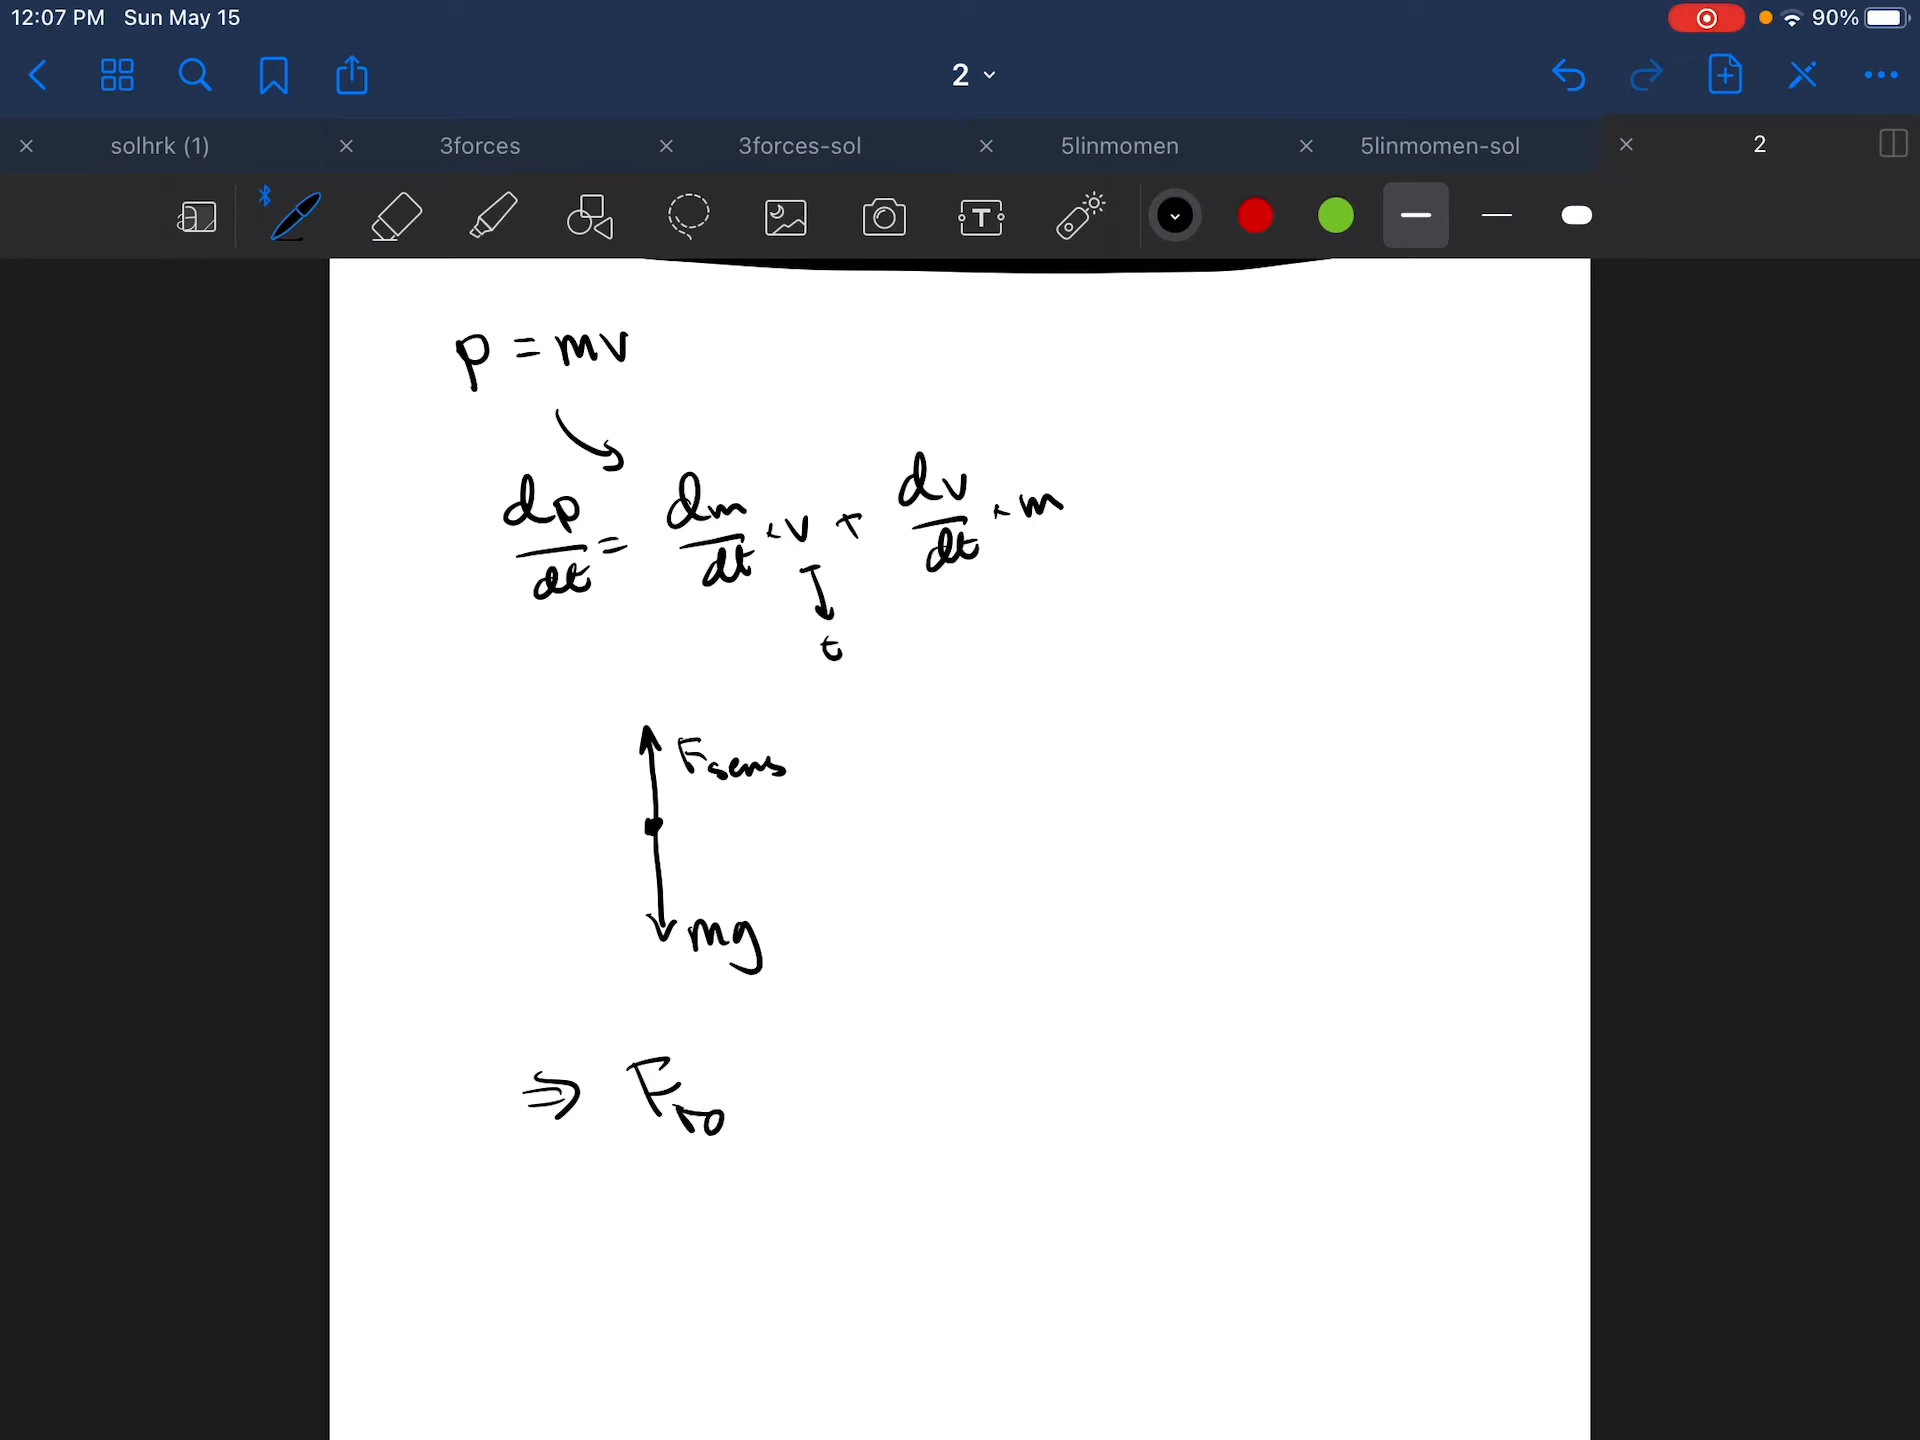 12:07 PM Sun May 15
90%
2
solhrk (1)
3forces
3forces-sol
5linmomen
5linmomen-sol
2
p = mv
dp/dt = dm/dt · v + dv/dt · m
t
Fsens
mg
⇒ F